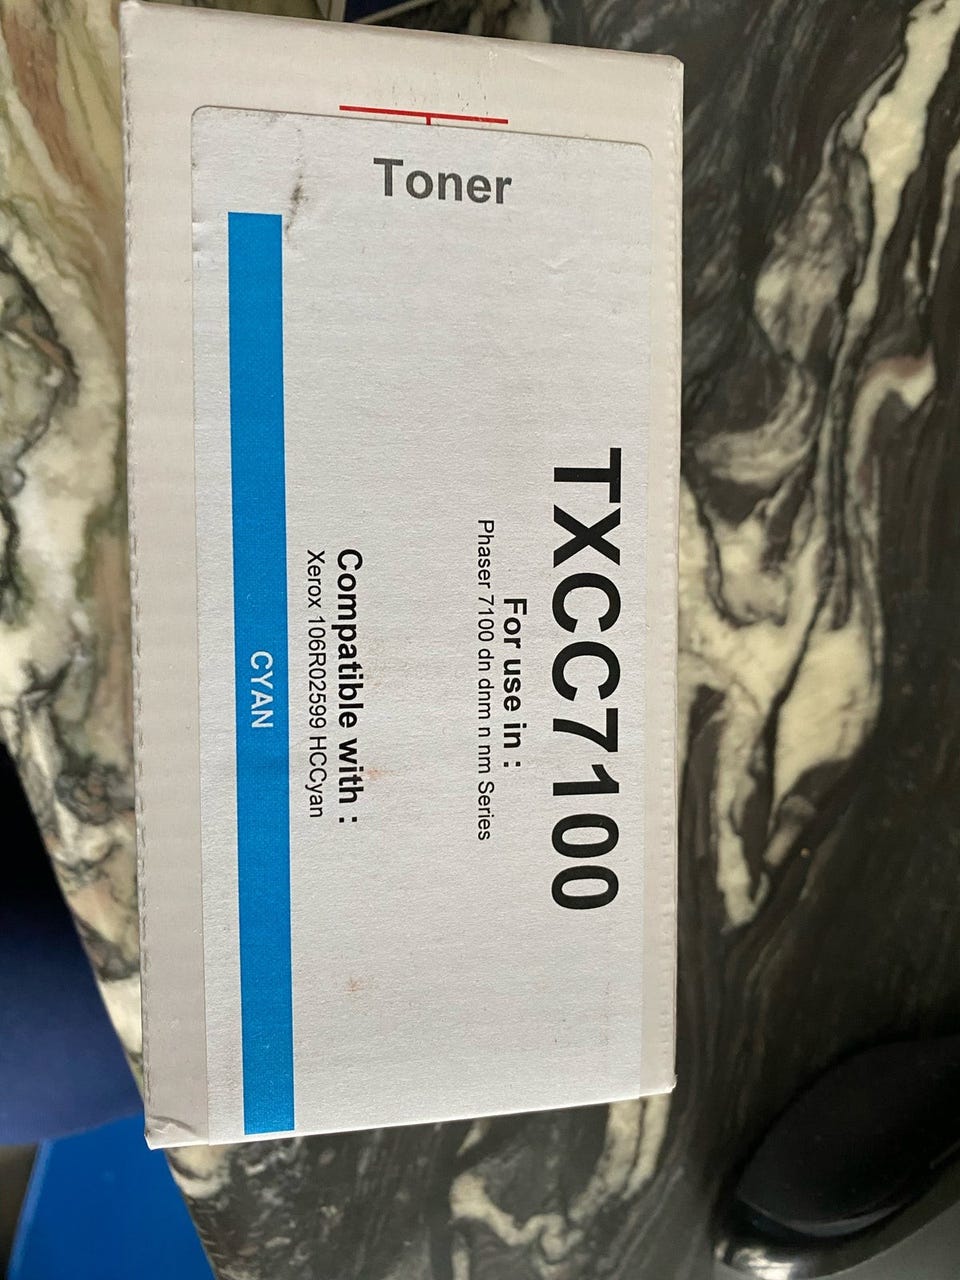 Toner
TXCC7100
For use in :
Phaser 7100 dn dnm n nm Series
Compatible with :
Xerox 106R02599 HCCyan
CYAN